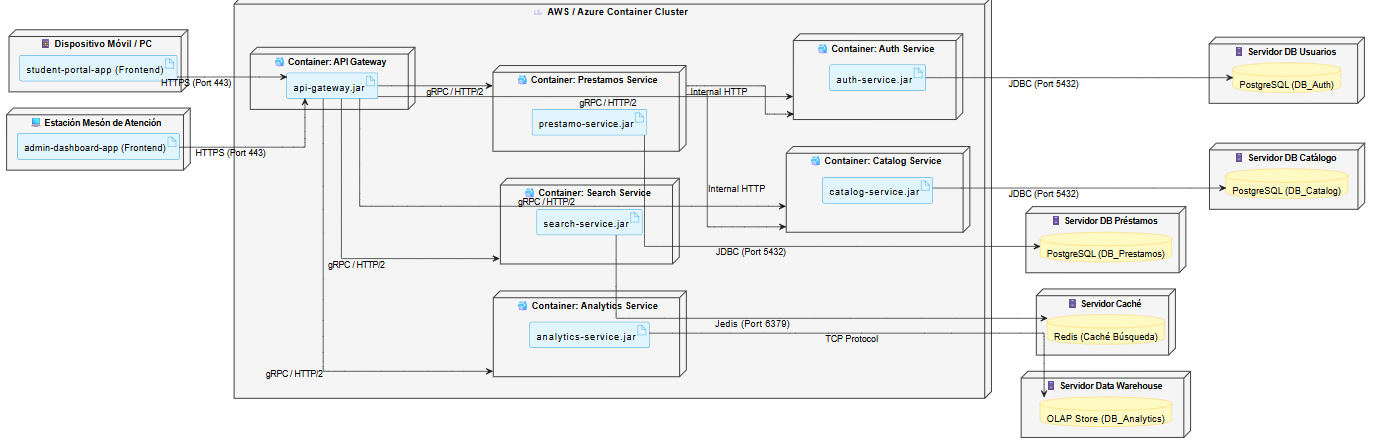 AWS / Azure Container Cluster
Dispositivo Móvil / PC
student-portal-app (Frontend)
HTTPS (Port 443)
Estación Mesón de Atención
admin-dashboard-app (Frontend)
HTTPS (Port 443)
Container: API Gateway
api-gateway.jar
gRPC / HTTP/2
Container: Prestamos Service
gRPC / HTTP/2
prestamo-service.jar
Internal HTTP
Container: Auth Service
auth-service.jar
JDBC (Port 5432)
Servidor DB Usuarios
PostgreSQL (DB_Auth)
Container: Search Service
gRPC / HTTP/2
search-service.jar
gRPC / HTTP/2
Internal HTTP
Container: Catalog Service
catalog-service.jar
JDBC (Port 5432)
Servidor DB Catálogo
PostgreSQL (DB_Catalog)
JDBC (Port 5432)
Servidor DB Préstamos
PostgreSQL (DB_Prestamos)
Container: Analytics Service
analytics-service.jar
gRPC / HTTP/2
Jedis (Port 6379)
TCP Protocol
Servidor Caché
Redis (Caché Búsqueda)
Servidor Data Warehouse
OLAP Store (DB_Analytics)